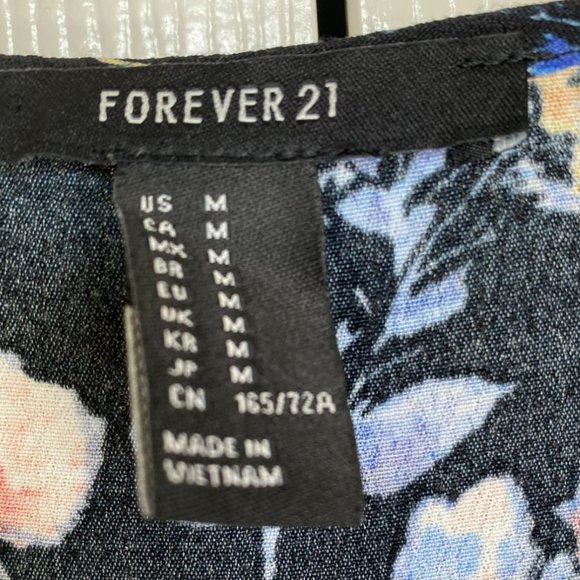 FOREVER 21
US M
CA M
MX M
BR M
EU M
UK M
KR M
JP M
CN 165/72A
MADE IN
VIETNAM